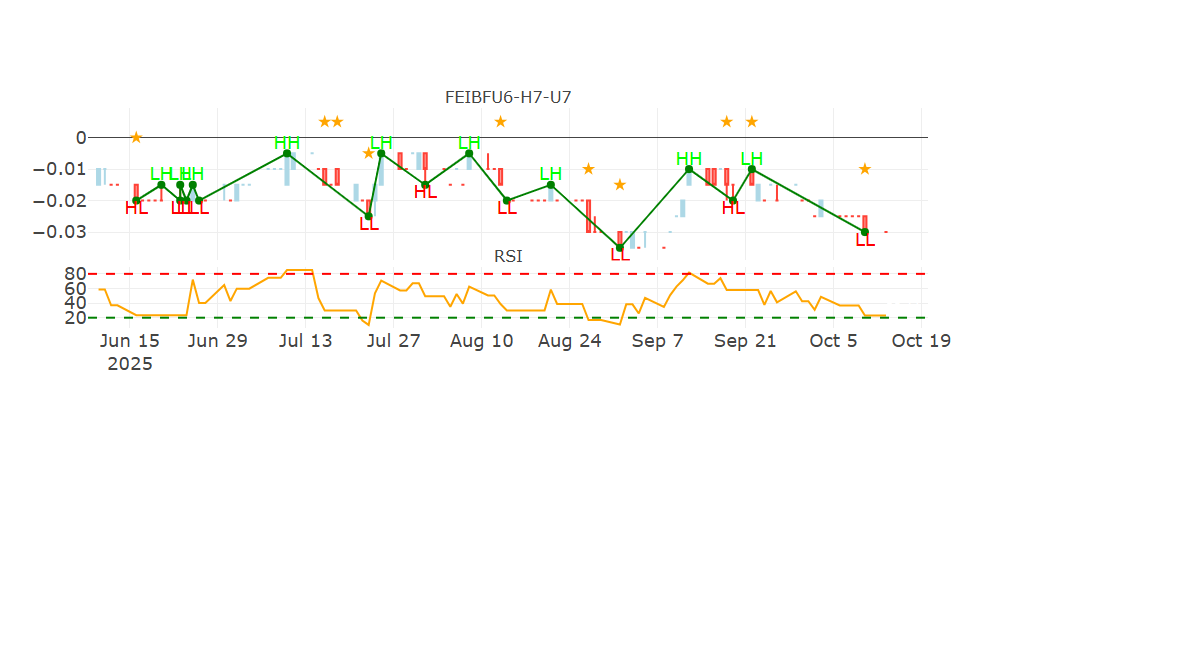 FEIBFU6-H7-U7
0
−0.01
−0.02
−0.03
HH
LH
LH
HH
LH
LH
LH
HL
HL
LL
LL
HL
LL
LL
LL
RSI
80
60
40
20
Jun 15
2025
Jun 29
Jul 13
Jul 27
Aug 10
Aug 24
Sep 7
Sep 21
Oct 5
Oct 19